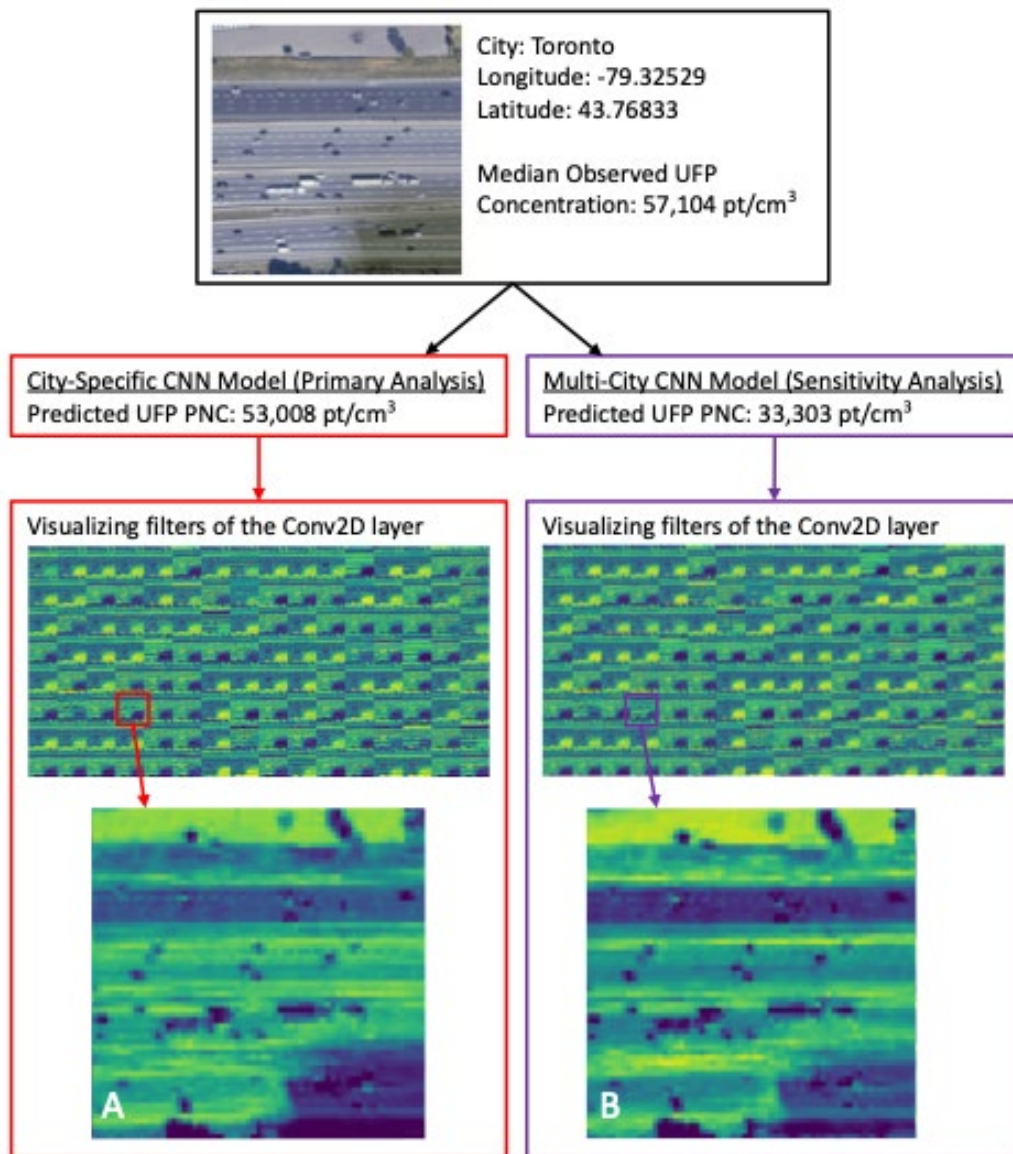 City: Toronto
Longitude: -79.32529
Latitude: 43.76833
Median Observed UFP
Concentration: 57,104 pt/cm³
City-Specific CNN Model (Primary Analysis)
Predicted UFP PNC: 53,008 pt/cm³
Multi-City CNN Model (Sensitivity Analysis)
Predicted UFP PNC: 33,303 pt/cm³
Visualizing filters of the Conv2D layer
Visualizing filters of the Conv2D layer
A
B